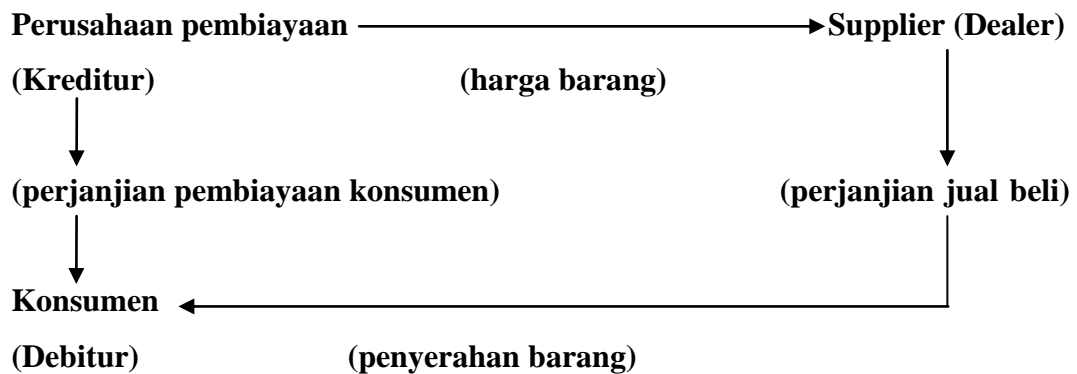 Perusahaan pembiayaan Supplier (Dealer)
(Kreditur) (harga barang)
(perjanjian pembiayaan konsumen) (perjanjian jual beli)
Konsumen
(Debitur) (penyerahan barang)